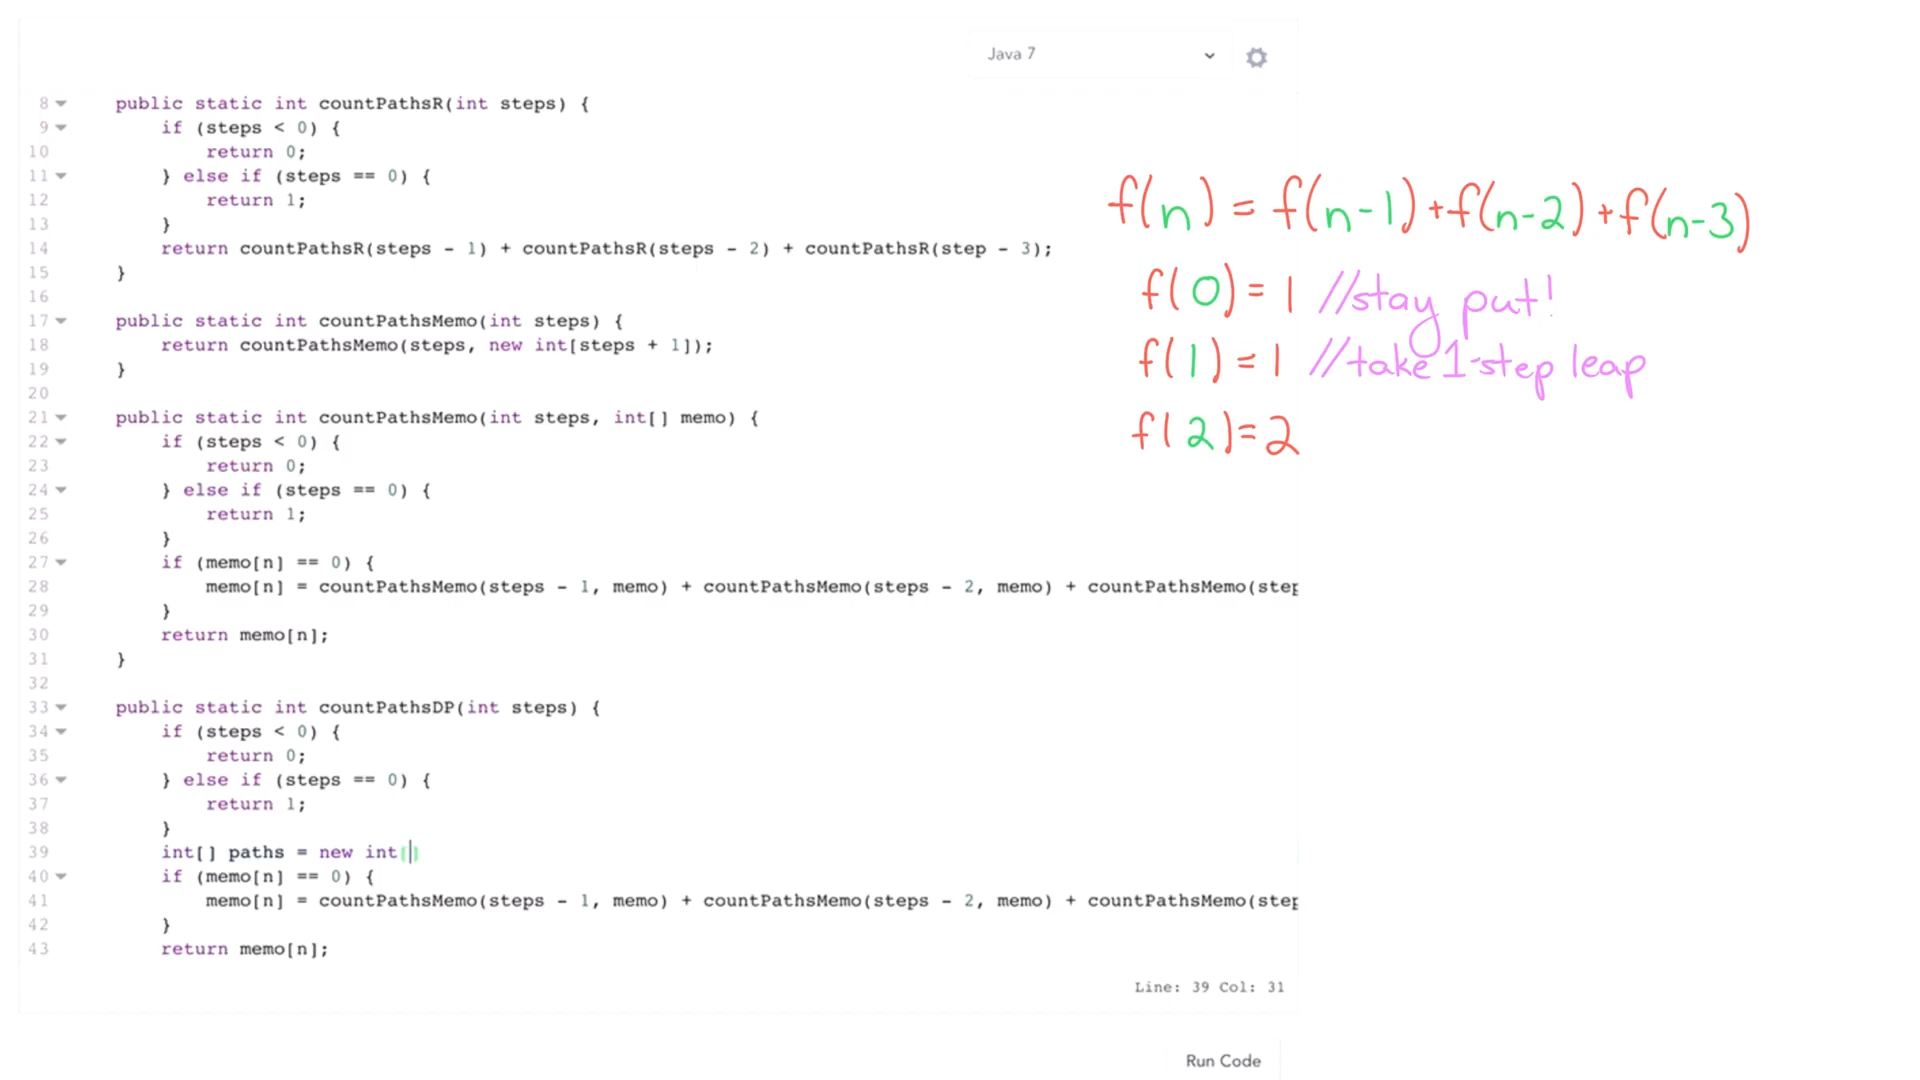 Java 7
8 public static int countPathsR(int steps) {
9 if (steps < 0) {
10 return 0;
11 } else if (steps == 0) {
12 return 1;
13 }
14 return countPathsR(steps - 1) + countPathsR(steps - 2) + countPathsR(step - 3);
15 }
16
17 public static int countPathsMemo(int steps) {
18 return countPathsMemo(steps, new int[steps + 1]);
19 }
20
21 public static int countPathsMemo(int steps, int[] memo) {
22 if (steps < 0) {
23 return 0;
24 } else if (steps == 0) {
25 return 1;
26 }
27 if (memo[n] == 0) {
28 memo[n] = countPathsMemo(steps - 1, memo) + countPathsMemo(steps - 2, memo) + countPathsMemo(step
29 }
30 return memo[n];
31 }
32
33 public static int countPathsDP(int steps) {
34 if (steps < 0) {
35 return 0;
36 } else if (steps == 0) {
37 return 1;
38 }
39 int[] paths = new int[]
40 if (memo[n] == 0) {
41 memo[n] = countPathsMemo(steps - 1, memo) + countPathsMemo(steps - 2, memo) + countPathsMemo(step
42 }
43 return memo[n];
Line: 39 Col: 31
Run Code
f(n) = f(n-1)+f(n-2)+f(n-3)
f(0)=1 //stay put!
f(1)=1 //take 1-step leap
f(2)=2